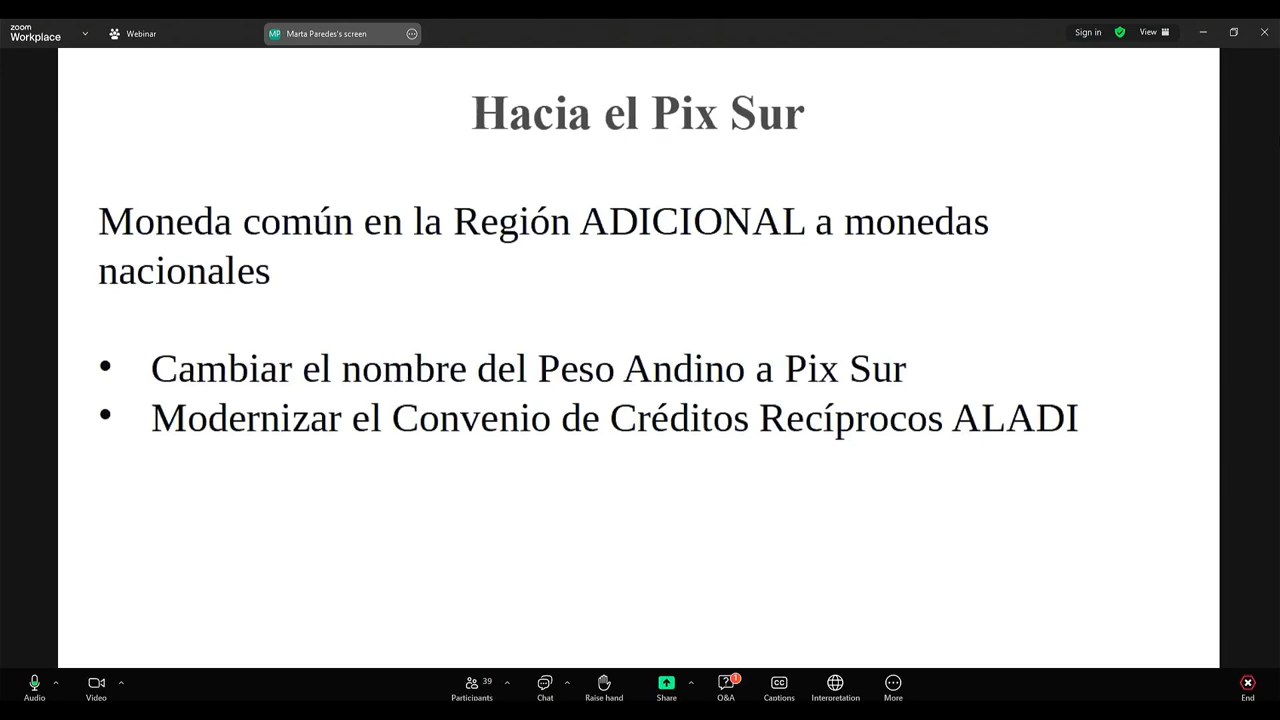 zoom
Workplace
Webinar
MP Marta Paredes's screen
Sign in
View
Hacia el Pix Sur
Moneda común en la Región ADICIONAL a monedas
nacionales
• Cambiar el nombre del Peso Andino a Pix Sur
• Modernizar el Convenio de Créditos Recíprocos ALADI
Audio
Video
Participants 39
Chat
Raise hand
Share
Q&A 1
CC Captions
Interpretation
More
End